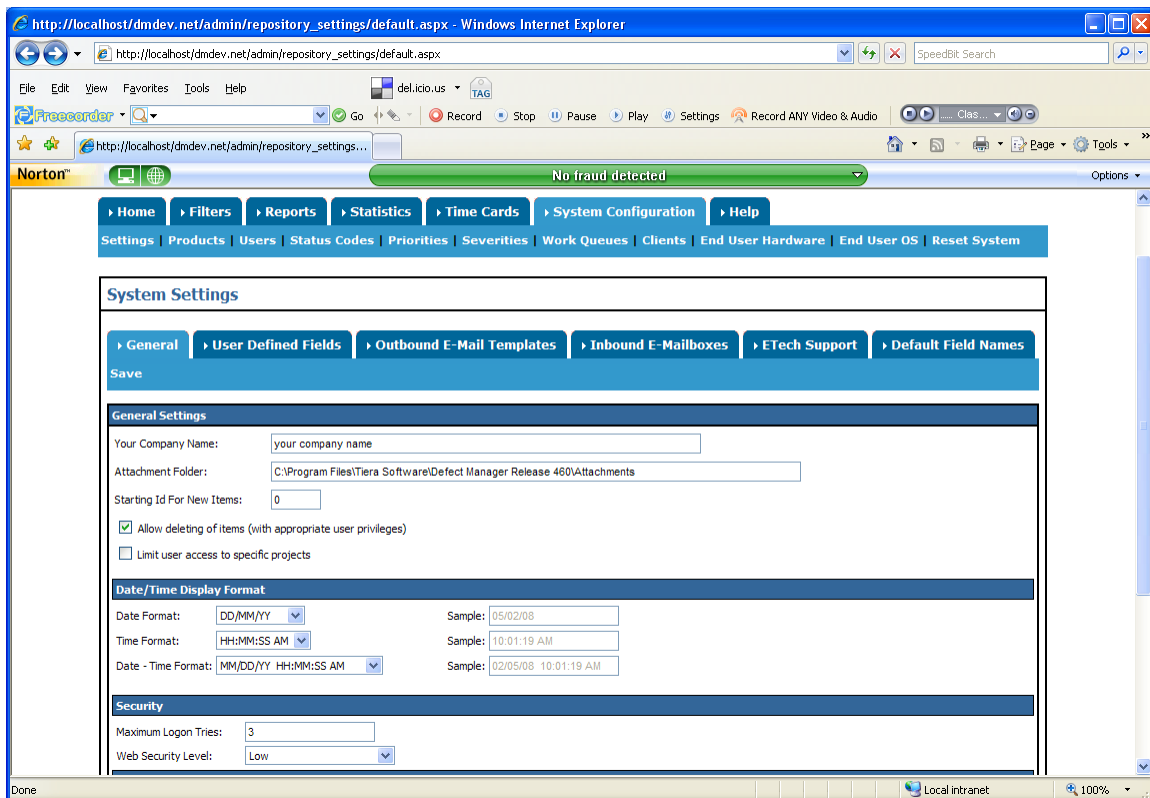 http://localhost/dmdev.net/admin/repository_settings/default.aspx - Windows Internet Explorer
http://localhost/dmdev.net/admin/repository_settings/default.aspx SpeedBit Search
File Edit View Favorites Tools Help del.icio.us TAG
Freecorder Go Record Stop Pause Play Settings Record ANY Video & Audio ..... Clas...
http://localhost/dmdev.net/admin/repository_settings... Page Tools »
Norton™ No fraud detected Options
Home Filters Reports Statistics Time Cards System Configuration Help
Settings | Products | Users | Status Codes | Priorities | Severities | Work Queues | Clients | End User Hardware | End User OS | Reset System
System Settings
General User Defined Fields Outbound E-Mail Templates Inbound E-Mailboxes ETech Support Default Field Names
Save
General Settings
Your Company Name: your company name
Attachment Folder: C:\Program Files\Tiera Software\Defect Manager Release 460\Attachments
Starting Id For New Items: 0
Allow deleting of items (with appropriate user privileges)
Limit user access to specific projects
Date/Time Display Format
Date Format: DD/MM/YY Sample: 05/02/08
Time Format: HH:MM:SS AM Sample: 10:01:19 AM
Date - Time Format: MM/DD/YY HH:MM:SS AM Sample: 02/05/08 10:01:19 AM
Security
Maximum Logon Tries: 3
Web Security Level: Low
Done Local intranet 100%